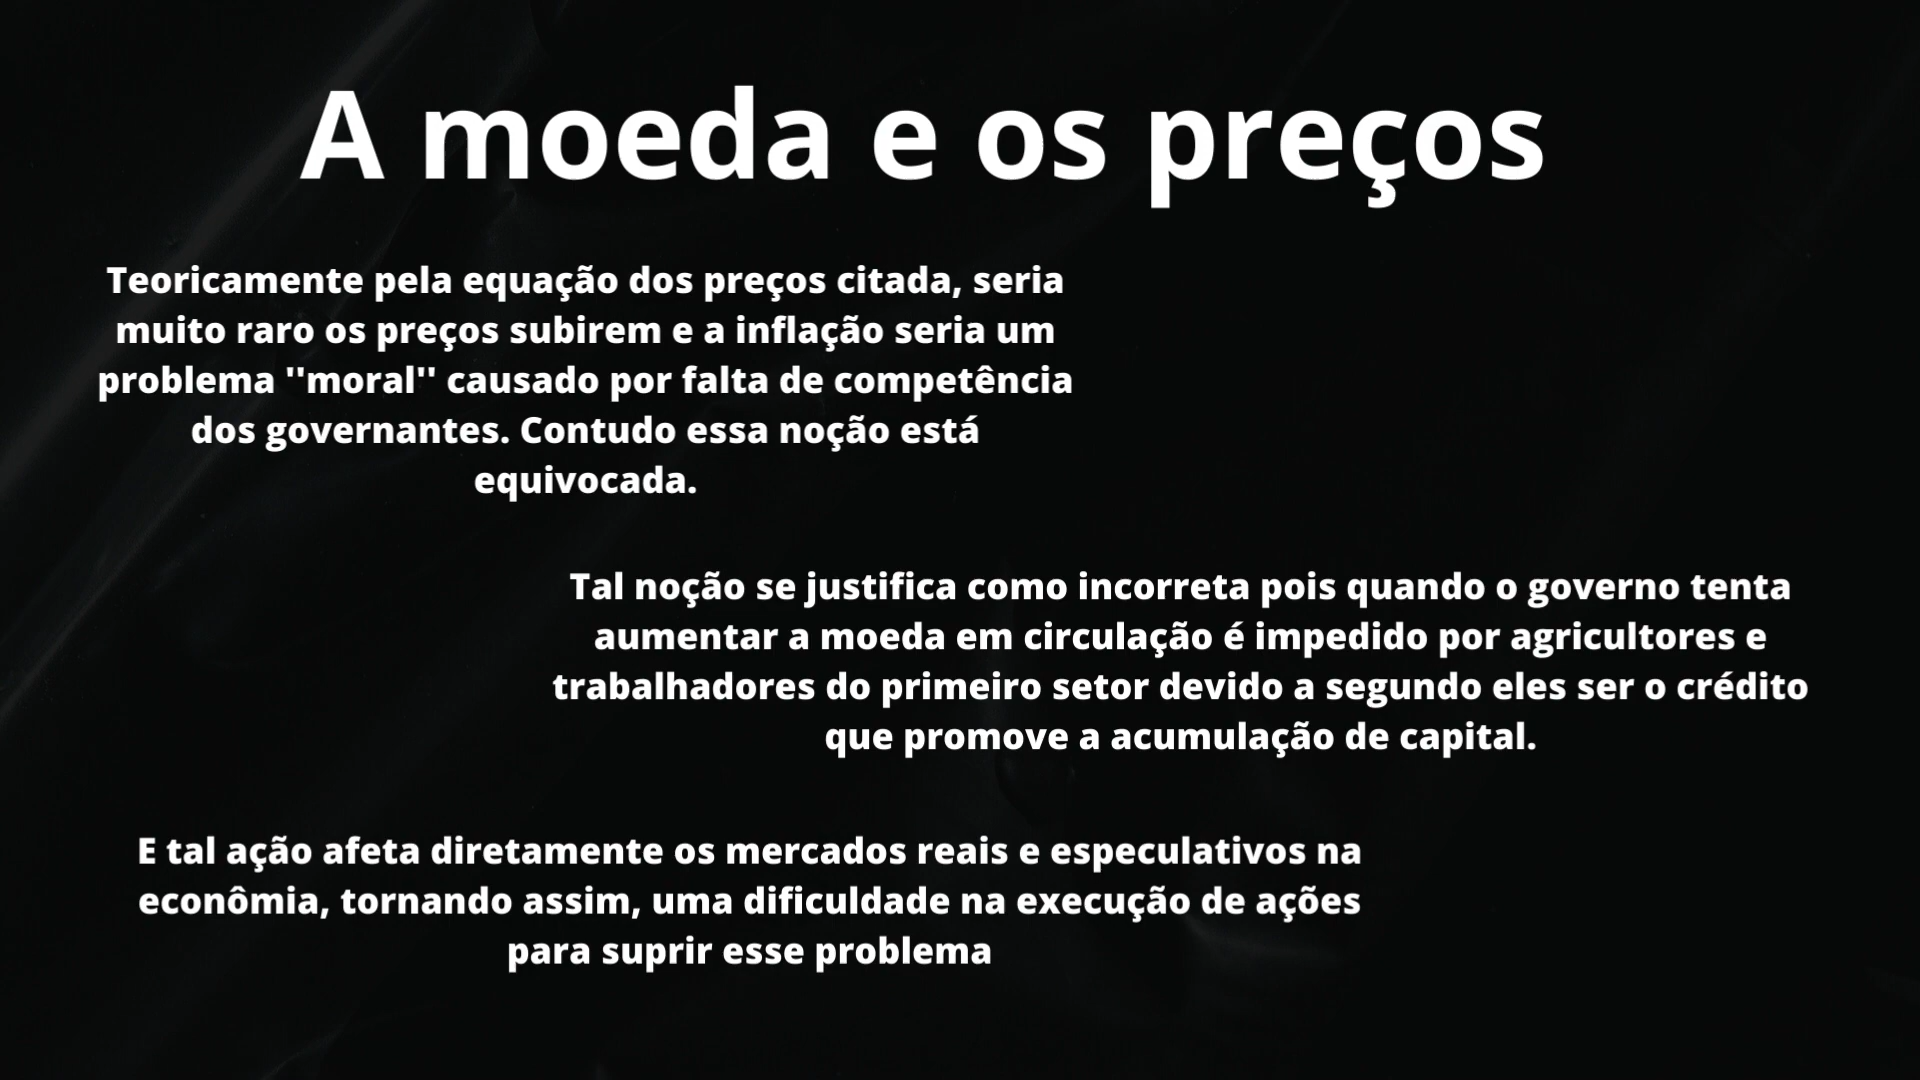 A moeda e os preços
Teoricamente pela equação dos preços citada, seria
muito raro os preços subirem e a inflação seria um
problema ''moral'' causado por falta de competência
dos governantes. Contudo essa noção está
equivocada.
Tal noção se justifica como incorreta pois quando o governo tenta
aumentar a moeda em circulação é impedido por agricultores e
trabalhadores do primeiro setor devido a segundo eles ser o crédito
que promove a acumulação de capital.
E tal ação afeta diretamente os mercados reais e especulativos na
econômia, tornando assim, uma dificuldade na execução de ações
para suprir esse problema